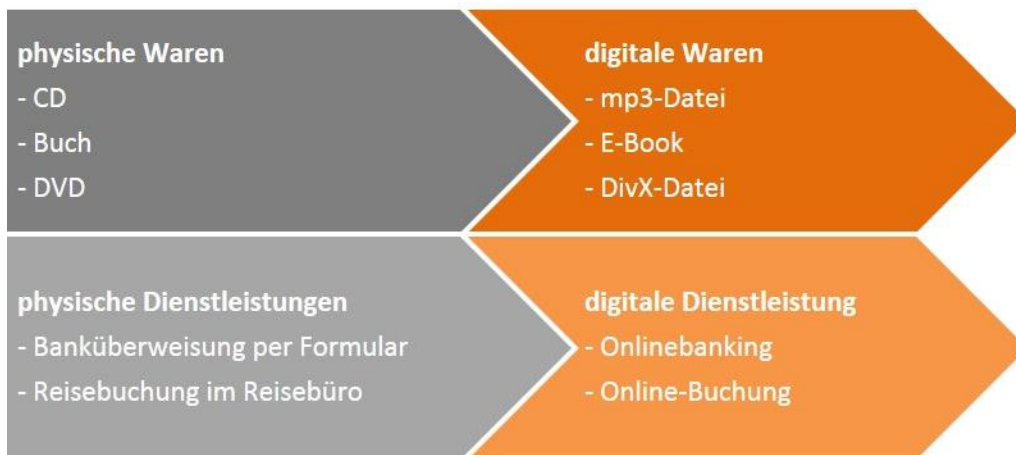 physische Waren
- CD
- Buch
- DVD
digitale Waren
- mp3-Datei
- E-Book
- DivX-Datei
physische Dienstleistungen
- Banküberweisung per Formular
- Reisebuchung im Reisebüro
digitale Dienstleistung
- Onlinebanking
- Online-Buchung